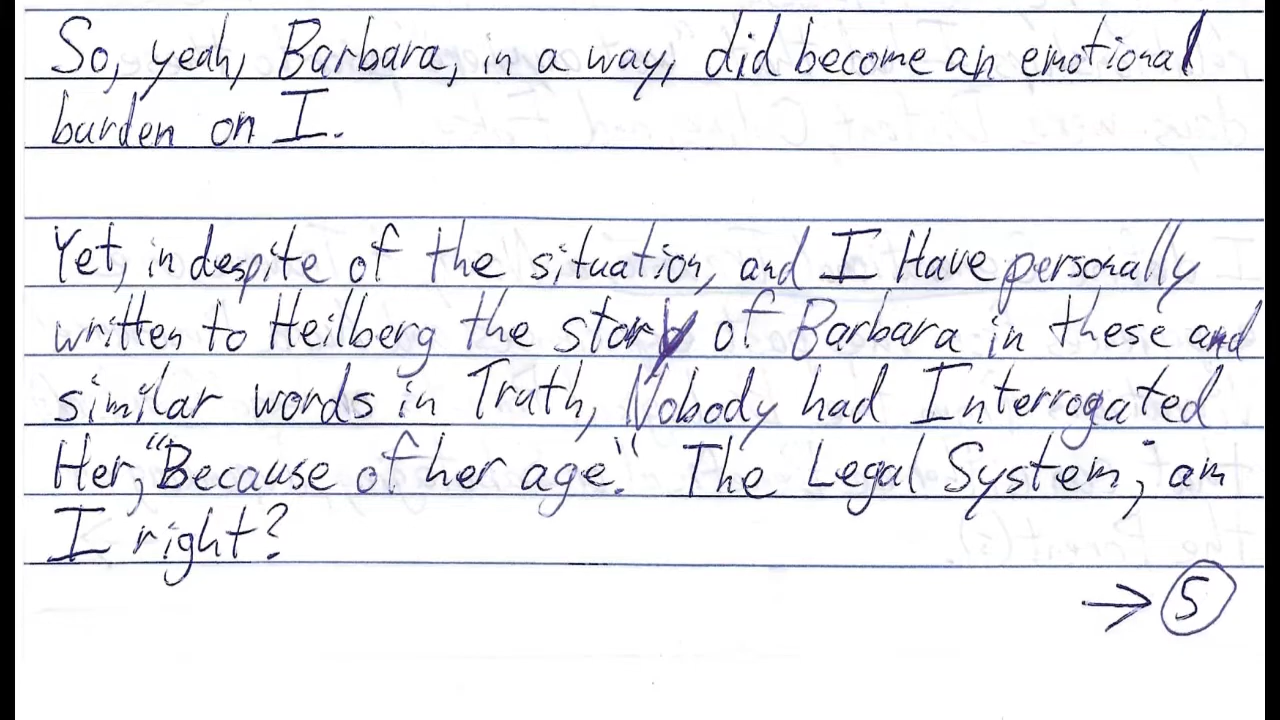 So, yeah, Barbara, in a way, did become an emotional
burden on I.
Yet, in despite of the situation, and I Have personally
written to Heilberg the story of Barbara in these and
similar words in Truth, Nobody had Interrogated
Her, "Because of her age." The Legal System; am
I right?
→ 5